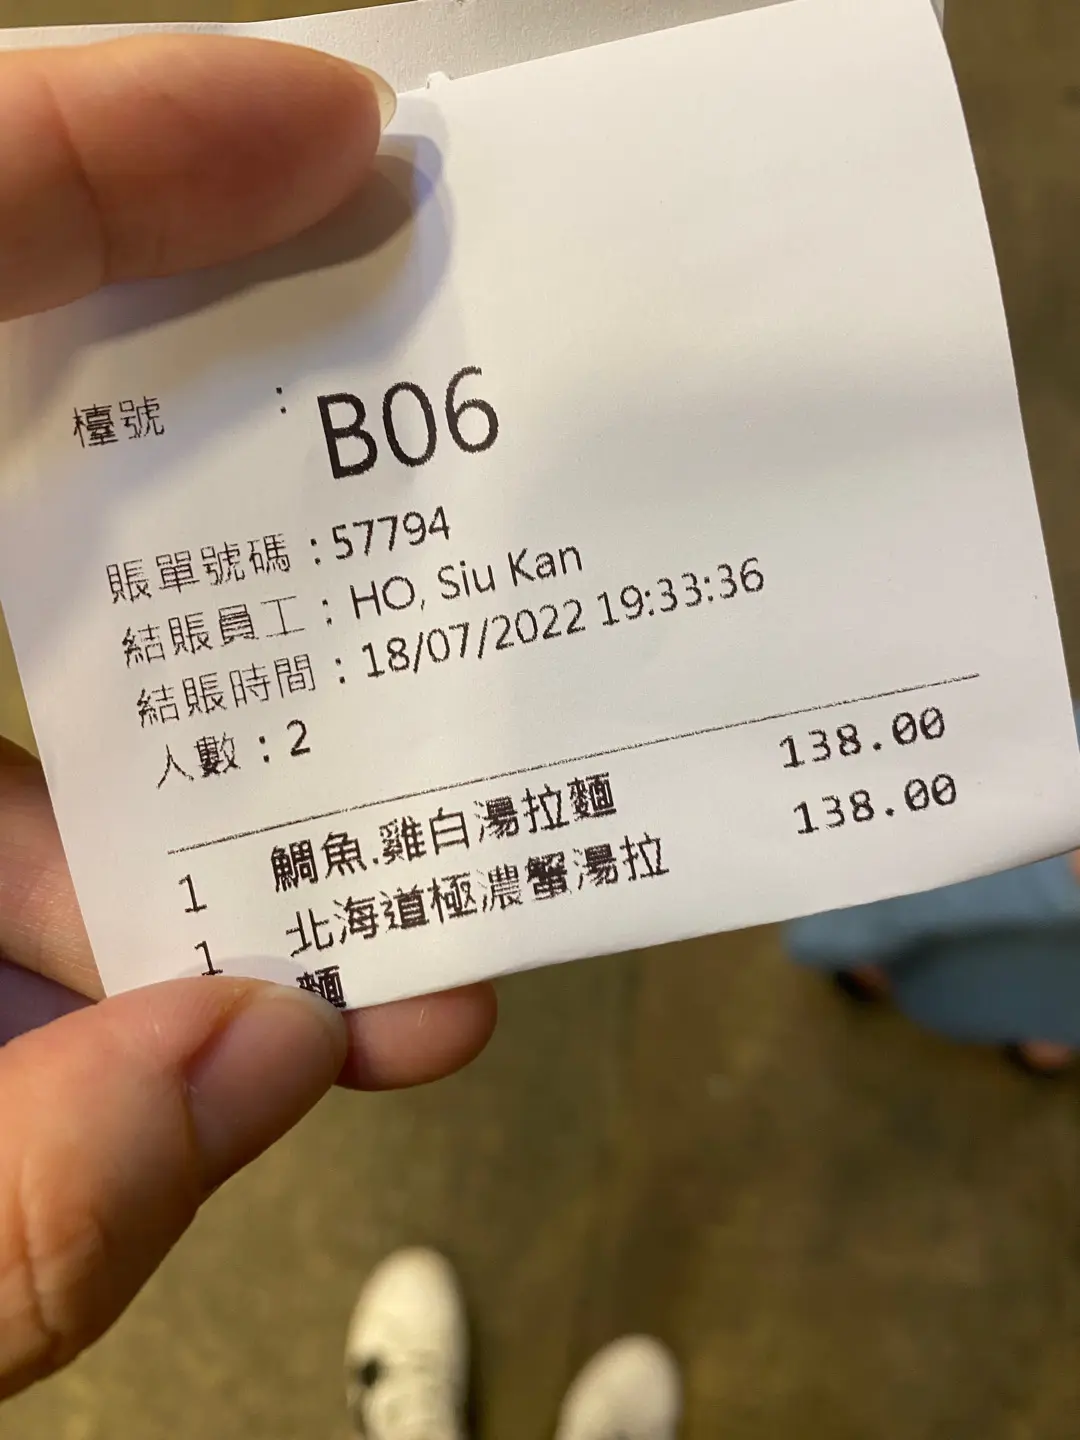 檯號 : B06
賬單號碼 : 57794
結賬員工 : HO, Siu Kan
結賬時間 : 18/07/2022 19:33:36
人數 : 2
1 鯛魚.雞白湯拉麵 138.00
1 北海道極濃蟹湯拉 138.00
麵